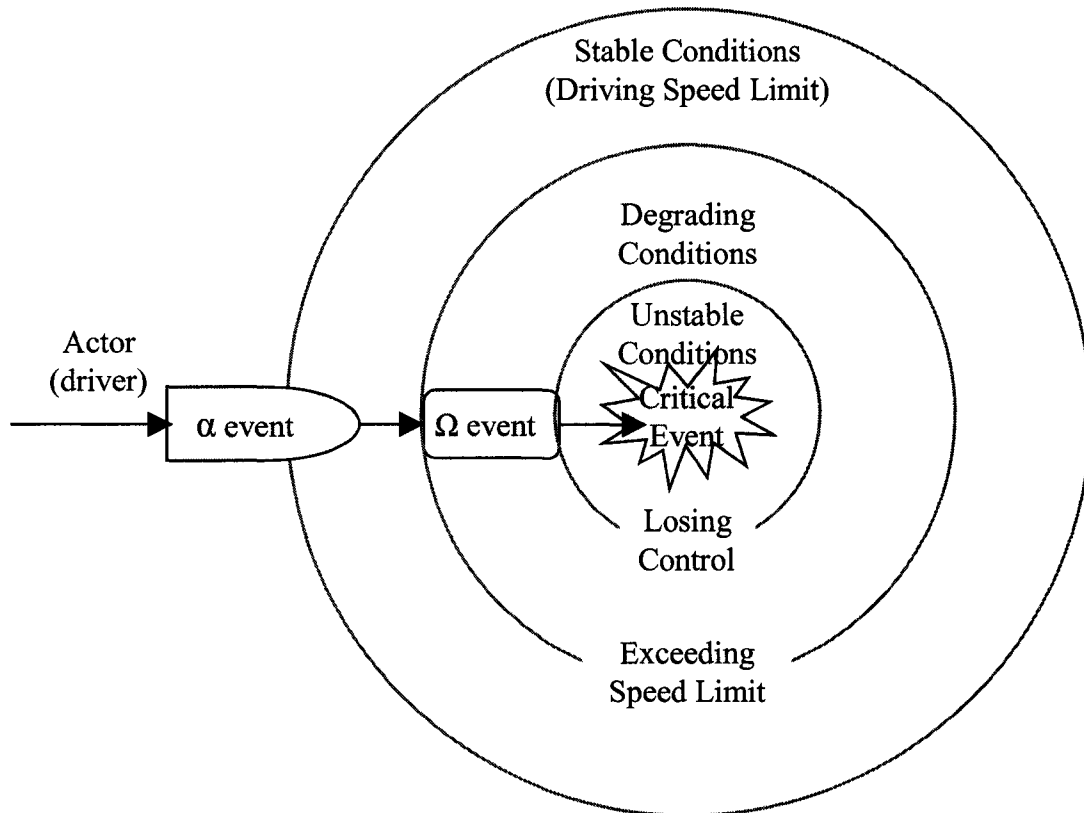 Stable Conditions
(Driving Speed Limit)
Degrading
Conditions
Unstable
Conditions
Actor
(driver)
α event
Ω event
Critical
Event
Losing
Control
Exceeding
Speed Limit